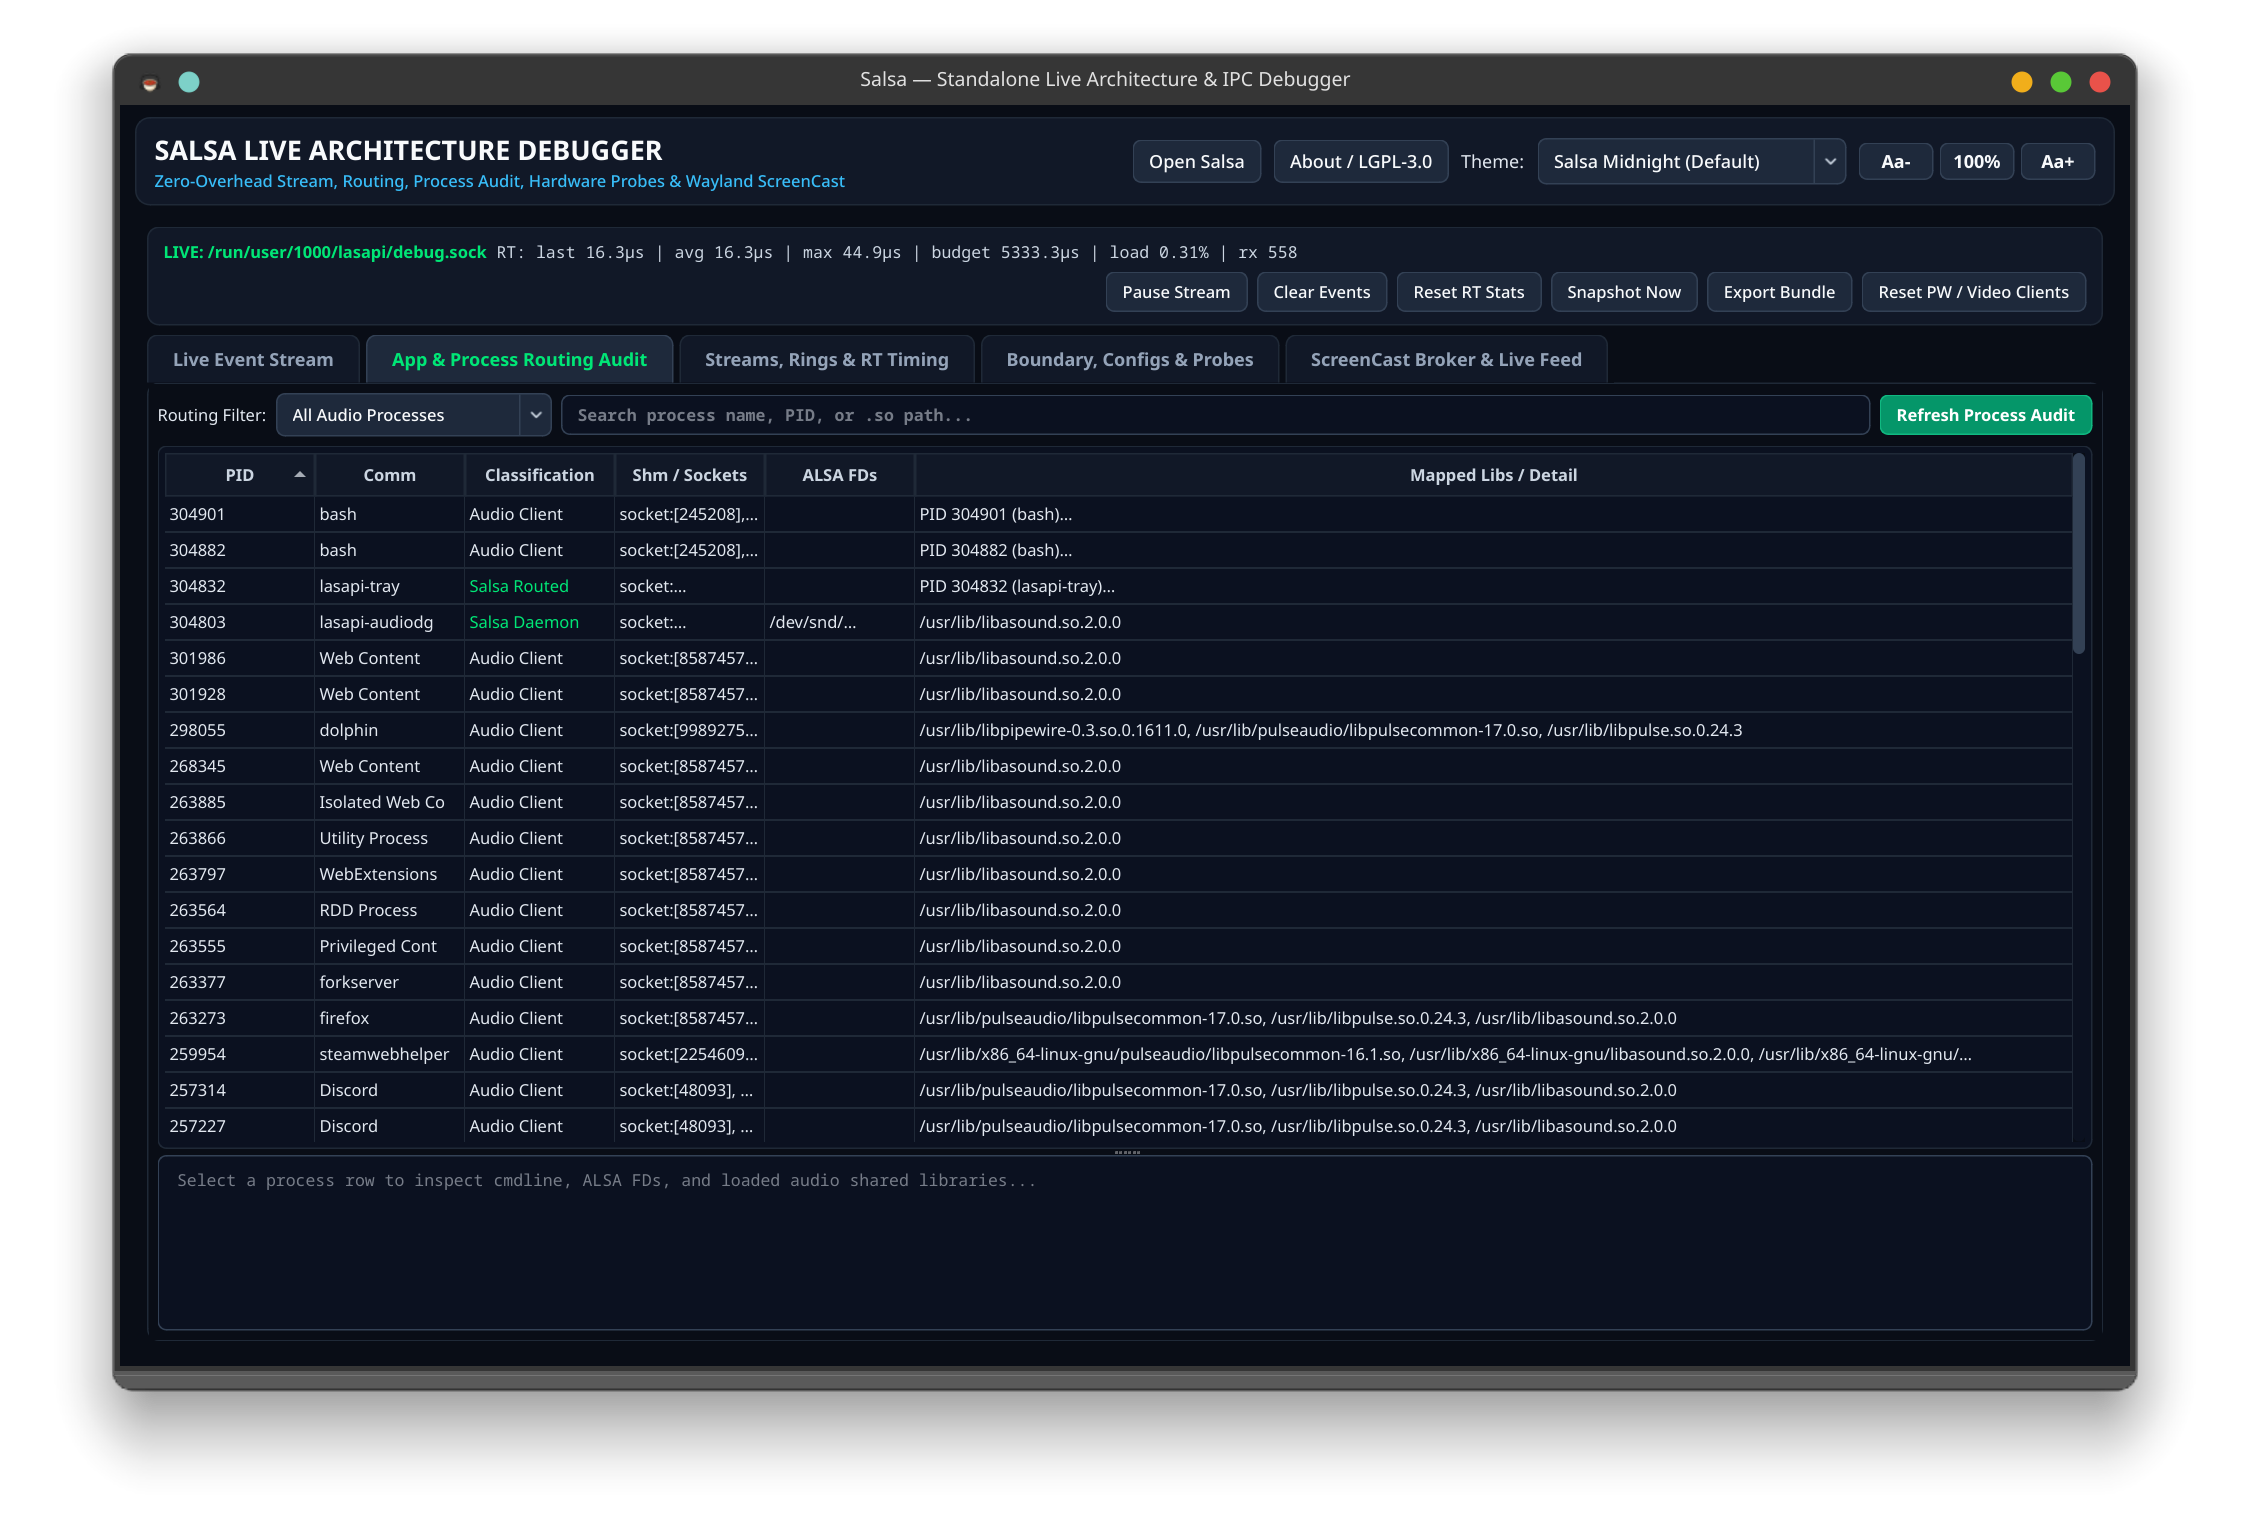 Salsa — Standalone Live Architecture & IPC Debugger
SALSA LIVE ARCHITECTURE DEBUGGER
Zero-Overhead Stream, Routing, Process Audit, Hardware Probes & Wayland ScreenCast
Open Salsa About / LGPL-3.0 Theme: Salsa Midnight (Default) Aa- 100% Aa+
LIVE: /run/user/1000/lasapi/debug.sock RT: last 16.3µs | avg 16.3µs | max 44.9µs | budget 5333.3µs | load 0.31% | rx 558
Pause Stream Clear Events Reset RT Stats Snapshot Now Export Bundle Reset PW / Video Clients
Live Event Stream App & Process Routing Audit Streams, Rings & RT Timing Boundary, Configs & Probes ScreenCast Broker & Live Feed
Routing Filter: All Audio Processes Search process name, PID, or .so path... Refresh Process Audit
PID Comm Classification Shm / Sockets ALSA FDs Mapped Libs / Detail
304901 bash Audio Client socket:[245208],... PID 304901 (bash)...
304882 bash Audio Client socket:[245208],... PID 304882 (bash)...
304832 lasapi-tray Salsa Routed socket:... PID 304832 (lasapi-tray)...
304803 lasapi-audiodg Salsa Daemon socket:... /dev/snd/... /usr/lib/libasound.so.2.0.0
301986 Web Content Audio Client socket:[8587457... /usr/lib/libasound.so.2.0.0
301928 Web Content Audio Client socket:[8587457... /usr/lib/libasound.so.2.0.0
298055 dolphin Audio Client socket:[9989275... /usr/lib/libpipewire-0.3.so.0.1611.0, /usr/lib/pulseaudio/libpulsecommon-17.0.so, /usr/lib/libpulse.so.0.24.3
268345 Web Content Audio Client socket:[8587457... /usr/lib/libasound.so.2.0.0
263885 Isolated Web Co Audio Client socket:[8587457... /usr/lib/libasound.so.2.0.0
263866 Utility Process Audio Client socket:[8587457... /usr/lib/libasound.so.2.0.0
263797 WebExtensions Audio Client socket:[8587457... /usr/lib/libasound.so.2.0.0
263564 RDD Process Audio Client socket:[8587457... /usr/lib/libasound.so.2.0.0
263555 Privileged Cont Audio Client socket:[8587457... /usr/lib/libasound.so.2.0.0
263377 forkserver Audio Client socket:[8587457... /usr/lib/libasound.so.2.0.0
263273 firefox Audio Client socket:[8587457... /usr/lib/pulseaudio/libpulsecommon-17.0.so, /usr/lib/libpulse.so.0.24.3, /usr/lib/libasound.so.2.0.0
259954 steamwebhelper Audio Client socket:[2254609... /usr/lib/x86_64-linux-gnu/pulseaudio/libpulsecommon-16.1.so, /usr/lib/x86_64-linux-gnu/libasound.so.2.0.0, /usr/lib/x86_64-linux-gnu/...
257314 Discord Audio Client socket:[48093], ... /usr/lib/pulseaudio/libpulsecommon-17.0.so, /usr/lib/libpulse.so.0.24.3, /usr/lib/libasound.so.2.0.0
257227 Discord Audio Client socket:[48093], ... /usr/lib/pulseaudio/libpulsecommon-17.0.so, /usr/lib/libpulse.so.0.24.3, /usr/lib/libasound.so.2.0.0
Select a process row to inspect cmdline, ALSA FDs, and loaded audio shared libraries...